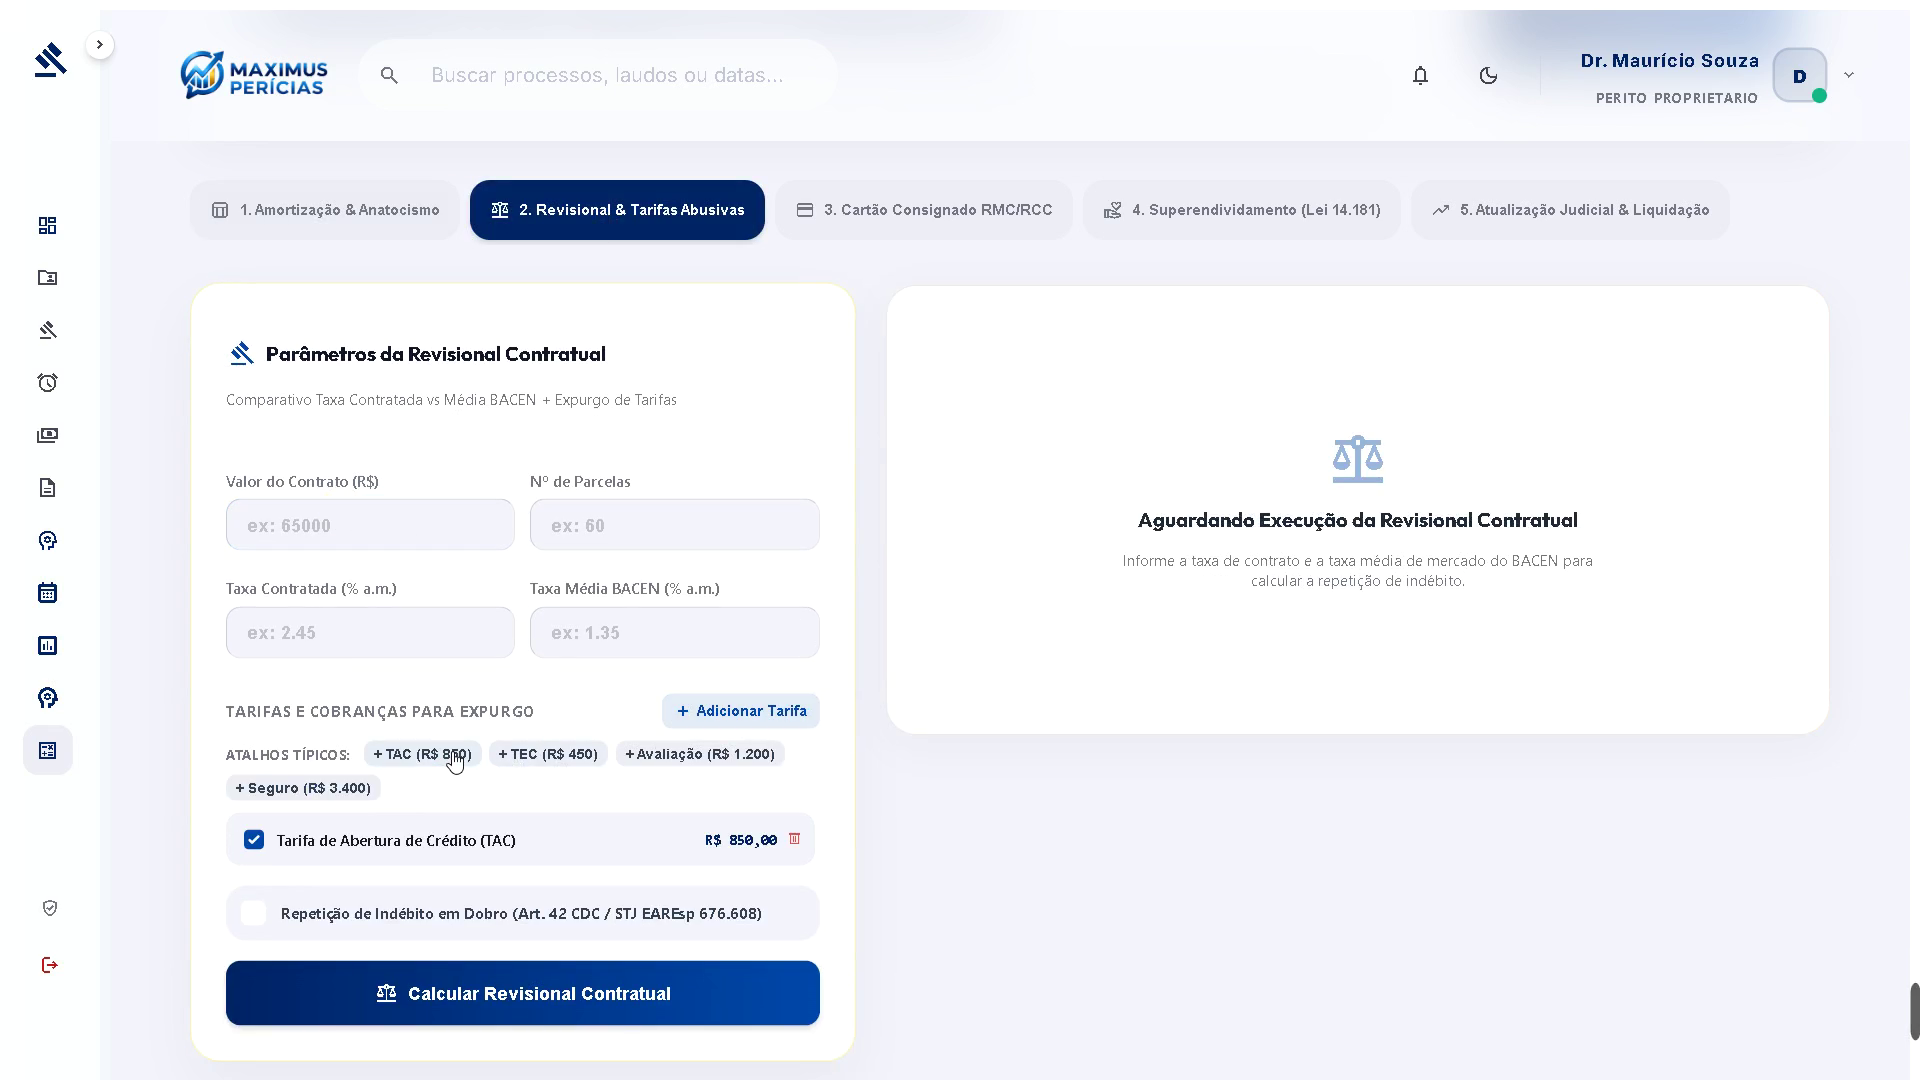 MAXIMUS
PERÍCIAS
Buscar processos, laudos ou datas...
Dr. Maurício Souza
PERITO PROPRIETARIO
D
1. Amortização & Anatocismo
2. Revisional & Tarifas Abusivas
3. Cartão Consignado RMC/RCC
4. Superendividamento (Lei 14.181)
5. Atualização Judicial & Liquidação
Parâmetros da Revisional Contratual
Comparativo Taxa Contratada vs Média BACEN + Expurgo de Tarifas
Valor do Contrato (R$)
Nº de Parcelas
ex: 65000
ex: 60
Taxa Contratada (% a.m.)
Taxa Média BACEN (% a.m.)
ex: 2.45
ex: 1.35
TARIFAS E COBRANÇAS PARA EXPURGO
+ Adicionar Tarifa
ATALHOS TÍPICOS:
+ TAC (R$ 850)
+ TEC (R$ 450)
+ Avaliação (R$ 1.200)
+ Seguro (R$ 3.400)
Tarifa de Abertura de Crédito (TAC)
R$ 850,00
Repetição de Indébito em Dobro (Art. 42 CDC / STJ EAREsp 676.608)
Calcular Revisional Contratual
Aguardando Execução da Revisional Contratual
Informe a taxa de contrato e a taxa média de mercado do BACEN para
calcular a repetição de indébito.